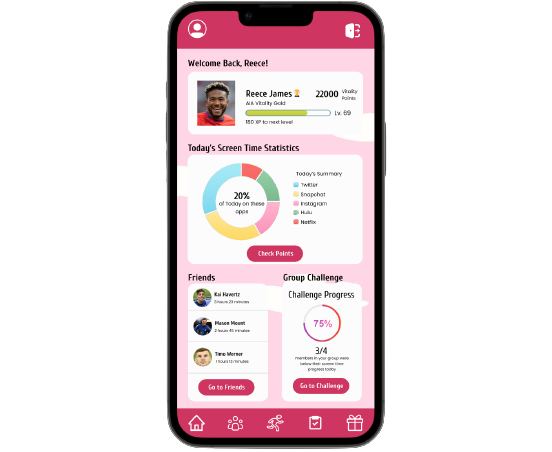 Welcome Back, Reece!
Reece James
22000 Vitality Points
AIA Vitality Gold
Lv. 69
150 XP to next level
Today's Screen Time Statistics
20%
of Today on these
apps
Today's Summary
Twitter
Snapchat
Instagram
Hulu
Netflix
Check Points
Friends
Kai Havertz
3 hours 23 minutes
Mason Mount
2 hours 45 minutes
Timo Werner
1 hours 13 minutes
Go to Friends
Group Challenge
Challenge Progress
75%
3/4
members in your group were
below their screen time
progress today
Go to Challenge